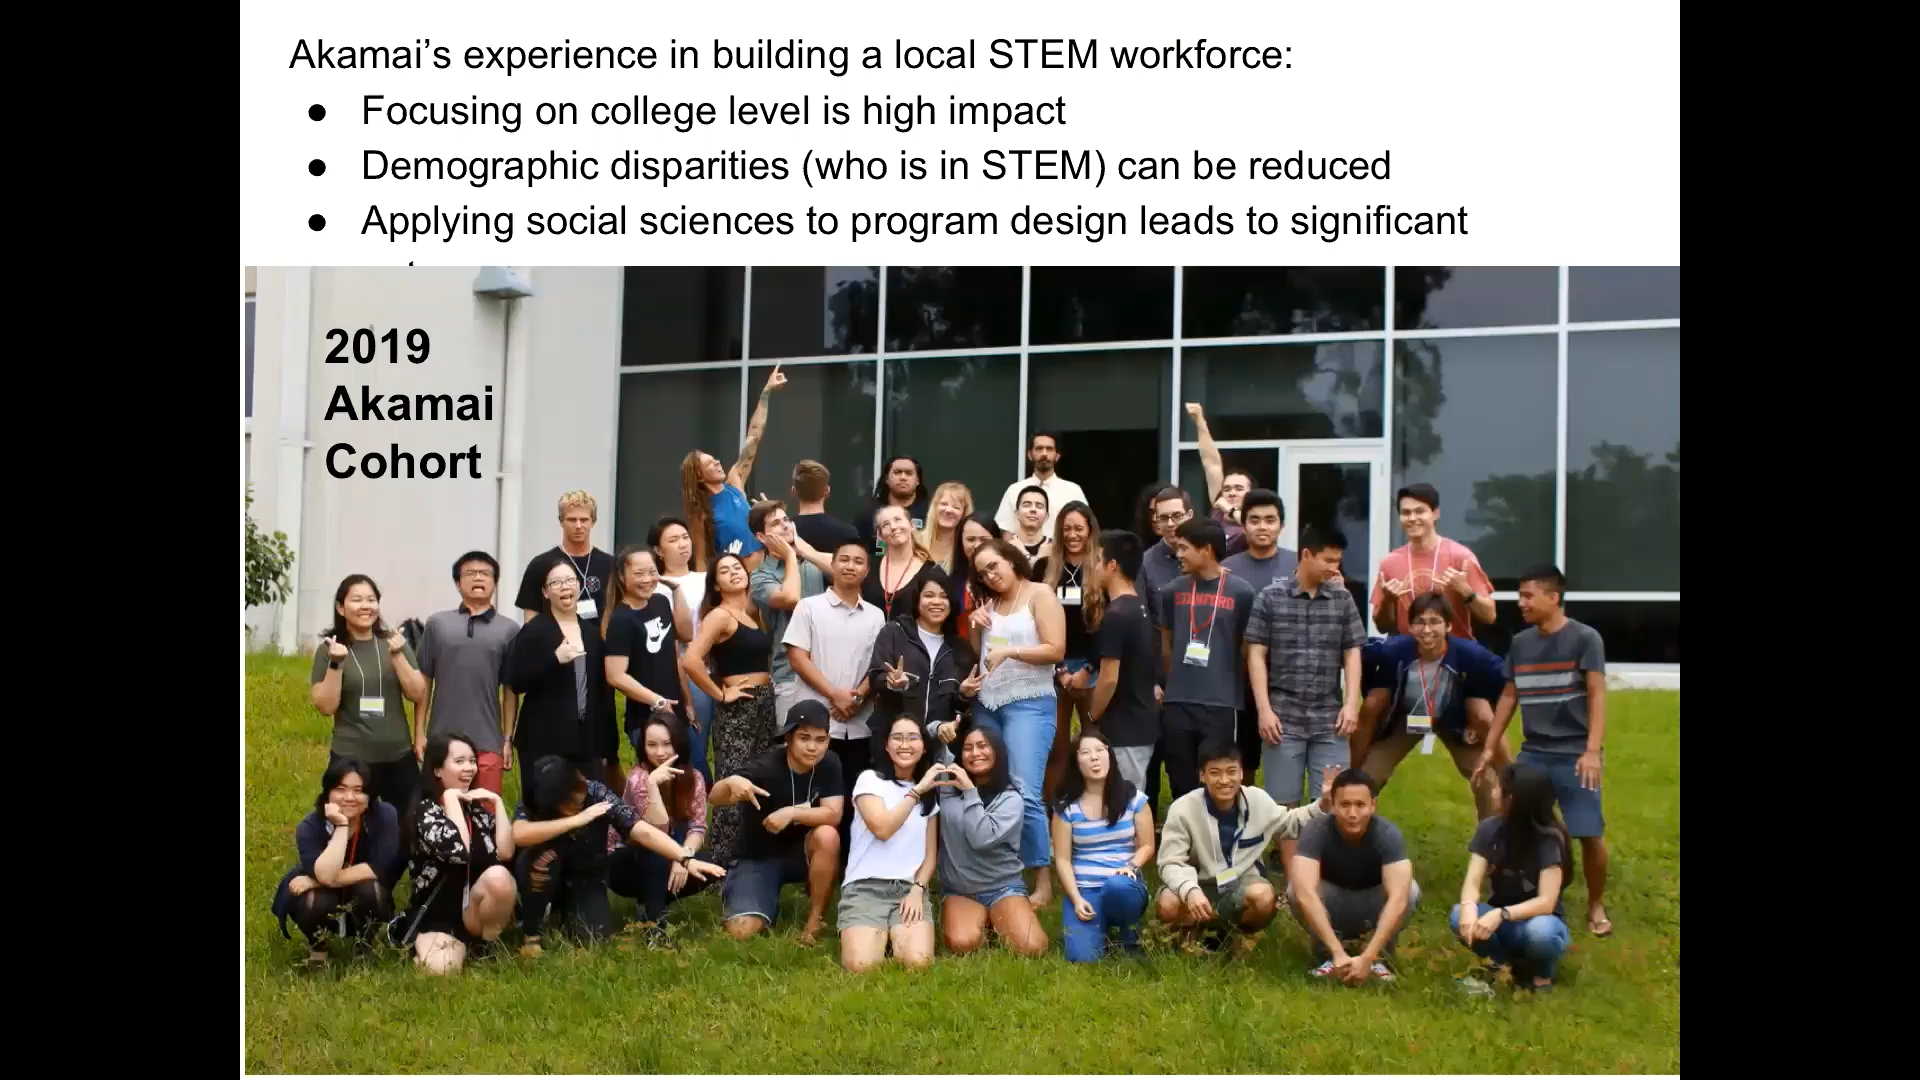 Akamai’s experience in building a local STEM workforce:
● Focusing on college level is high impact
● Demographic disparities (who is in STEM) can be reduced
● Applying social sciences to program design leads to significant
2019
Akamai
Cohort
STANFORD